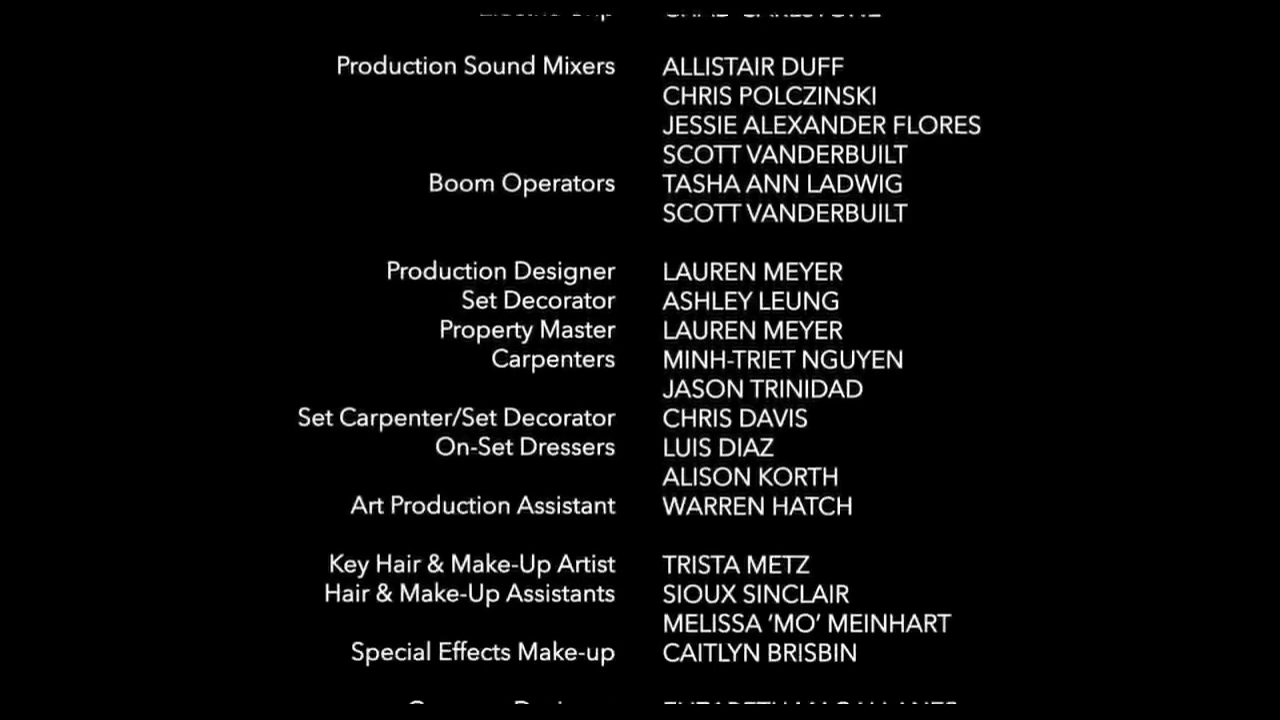 Production Sound Mixers ALLISTAIR DUFF
CHRIS POLCZINSKI
JESSIE ALEXANDER FLORES
SCOTT VANDERBUILT
Boom Operators TASHA ANN LADWIG
SCOTT VANDERBUILT
Production Designer LAUREN MEYER
Set Decorator ASHLEY LEUNG
Property Master LAUREN MEYER
Carpenters MINH-TRIET NGUYEN
JASON TRINIDAD
Set Carpenter/Set Decorator CHRIS DAVIS
On-Set Dressers LUIS DIAZ
ALISON KORTH
Art Production Assistant WARREN HATCH
Key Hair & Make-Up Artist TRISTA METZ
Hair & Make-Up Assistants SIOUX SINCLAIR
MELISSA ‘MO’ MEINHART
Special Effects Make-up CAITLYN BRISBIN